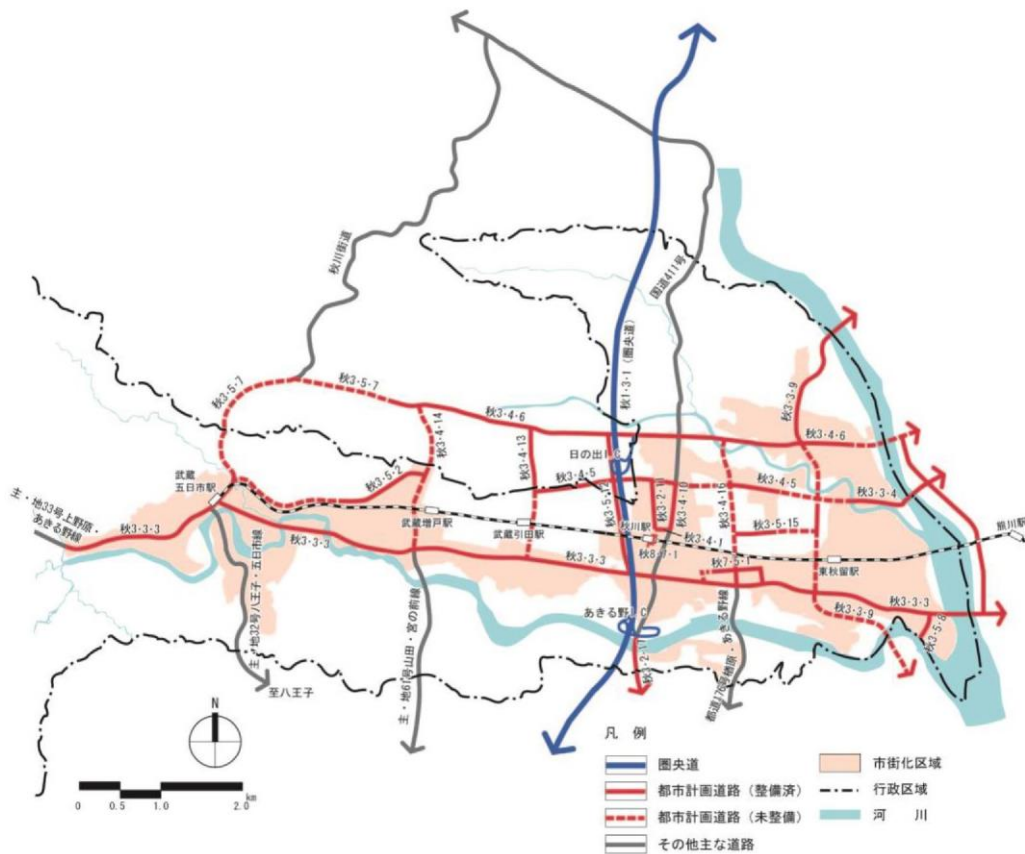 秋川街道
国道411号
秋1・3・1（圏央道）
秋3・5・7
秋3・5・7
秋3・4・6
秋3・4・14
秋3・4・13
秋3・3・9
秋3・4・6
日の出I.C
秋3・4・5
秋3・5・2
秋3・5・12
秋3・4・10
秋3・4・16
秋3・4・5
秋3・3・4
武蔵
五日市駅
主・地33号上野原・
あきる野線
秋3・3・3
武蔵増戸駅
武蔵引田駅
秋川駅
秋3・4・1
秋3・5・15
熊川駅
秋3・3・3
秋3・3・3
秋7・5・1
東秋留駅
主・地32号八王子・五日市線
主・地61号山田・宮の前線
あきる野I.C
都道176号楢原・あきる野線
秋3・3・9
秋3・3・3
至八王子
N
0 0.5 1.0 2.0
km
凡 例
圏央道
都市計画道路（整備済）
都市計画道路（未整備）
その他主な道路
市街化区域
行政区域
河 川